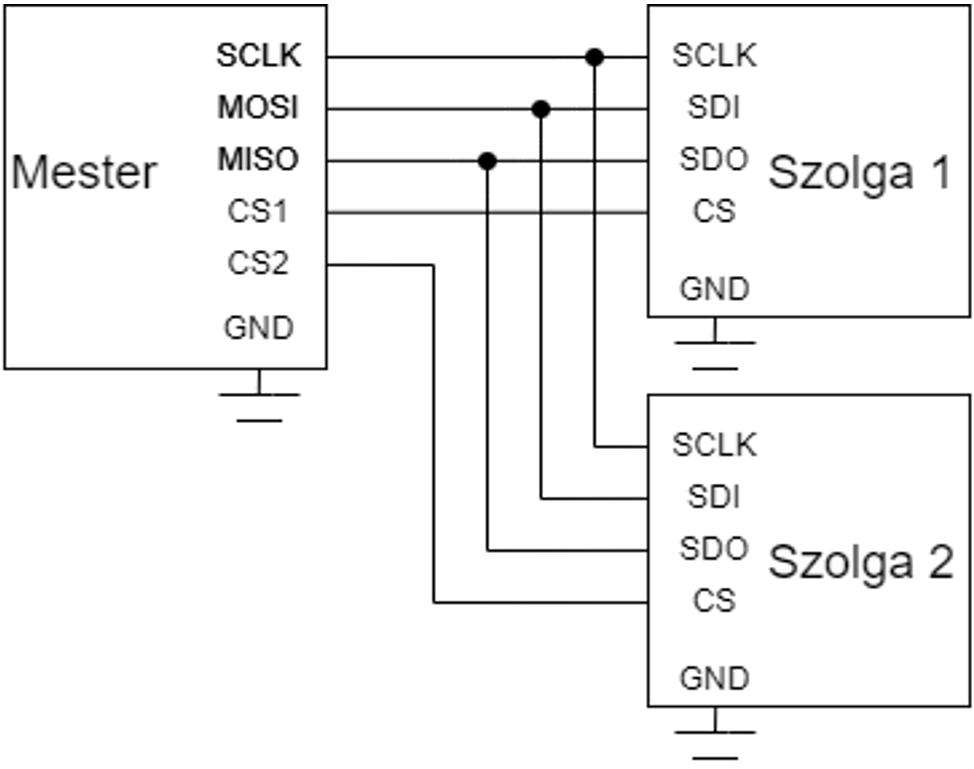 Mester
SCLK
MOSI
MISO
CS1
CS2
GND
SCLK
SDI
SDO
CS
GND
Szolga 1
SCLK
SDI
SDO
CS
GND
Szolga 2